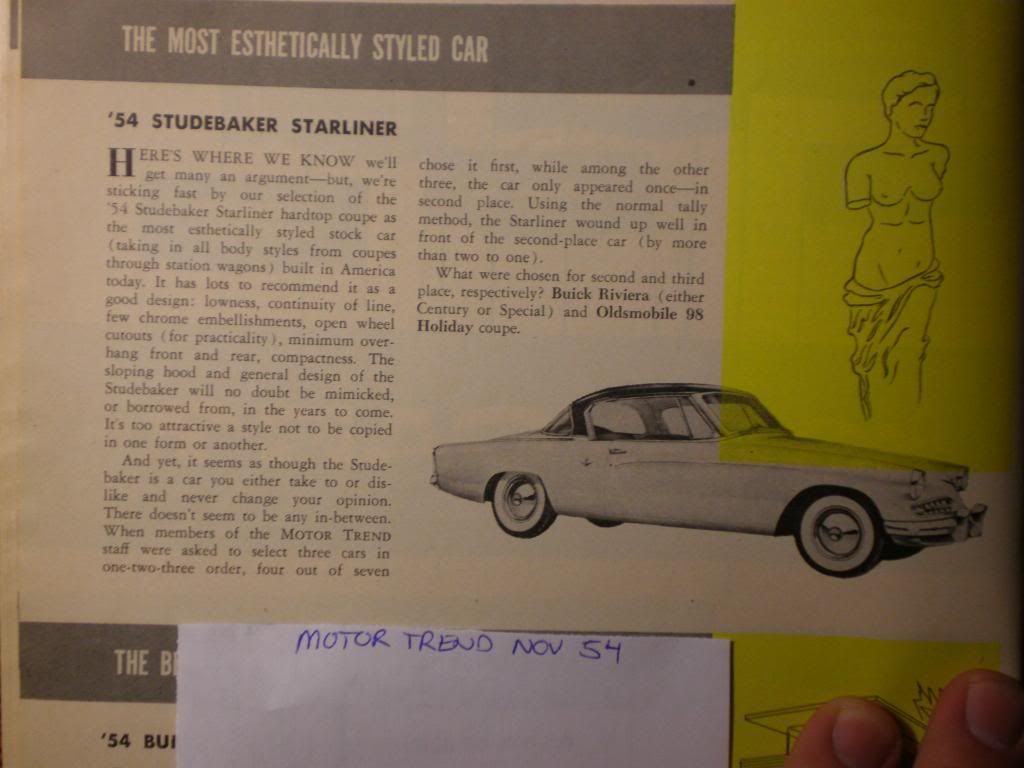 THE MOST ESTHETICALLY STYLED CAR
'54 STUDEBAKER STARLINER
HERE'S WHERE WE KNOW we'll
get many an argument—but, we're
sticking fast by our selection of the
'54 Studebaker Starliner hardtop coupe as
the most esthetically styled stock car
(taking in all body styles from coupes
through station wagons) built in America
today. It has lots to recommend it as a
good design: lowness, continuity of line,
few chrome embellishments, open wheel
cutouts (for practicality), minimum over-
hang front and rear, compactness. The
sloping hood and general design of the
Studebaker will no doubt be mimicked,
or borrowed from, in the years to come.
It's too attractive a style not to be copied
in one form or another.
And yet, it seems as though the Stude-
baker is a car you either take to or dis-
like and never change your opinion.
There doesn't seem to be any in-between.
When members of the MOTOR TREND
staff were asked to select three cars in
one-two-three order, four out of seven
chose it first, while among the other
three, the car only appeared once—in
second place. Using the normal tally
method, the Starliner wound up well in
front of the second-place car (by more
than two to one).
What were chosen for second and third
place, respectively? Buick Riviera (either
Century or Special) and Oldsmobile 98
Holiday coupe.
MOTOR TREND NOV 54
THE B
'54 BUI